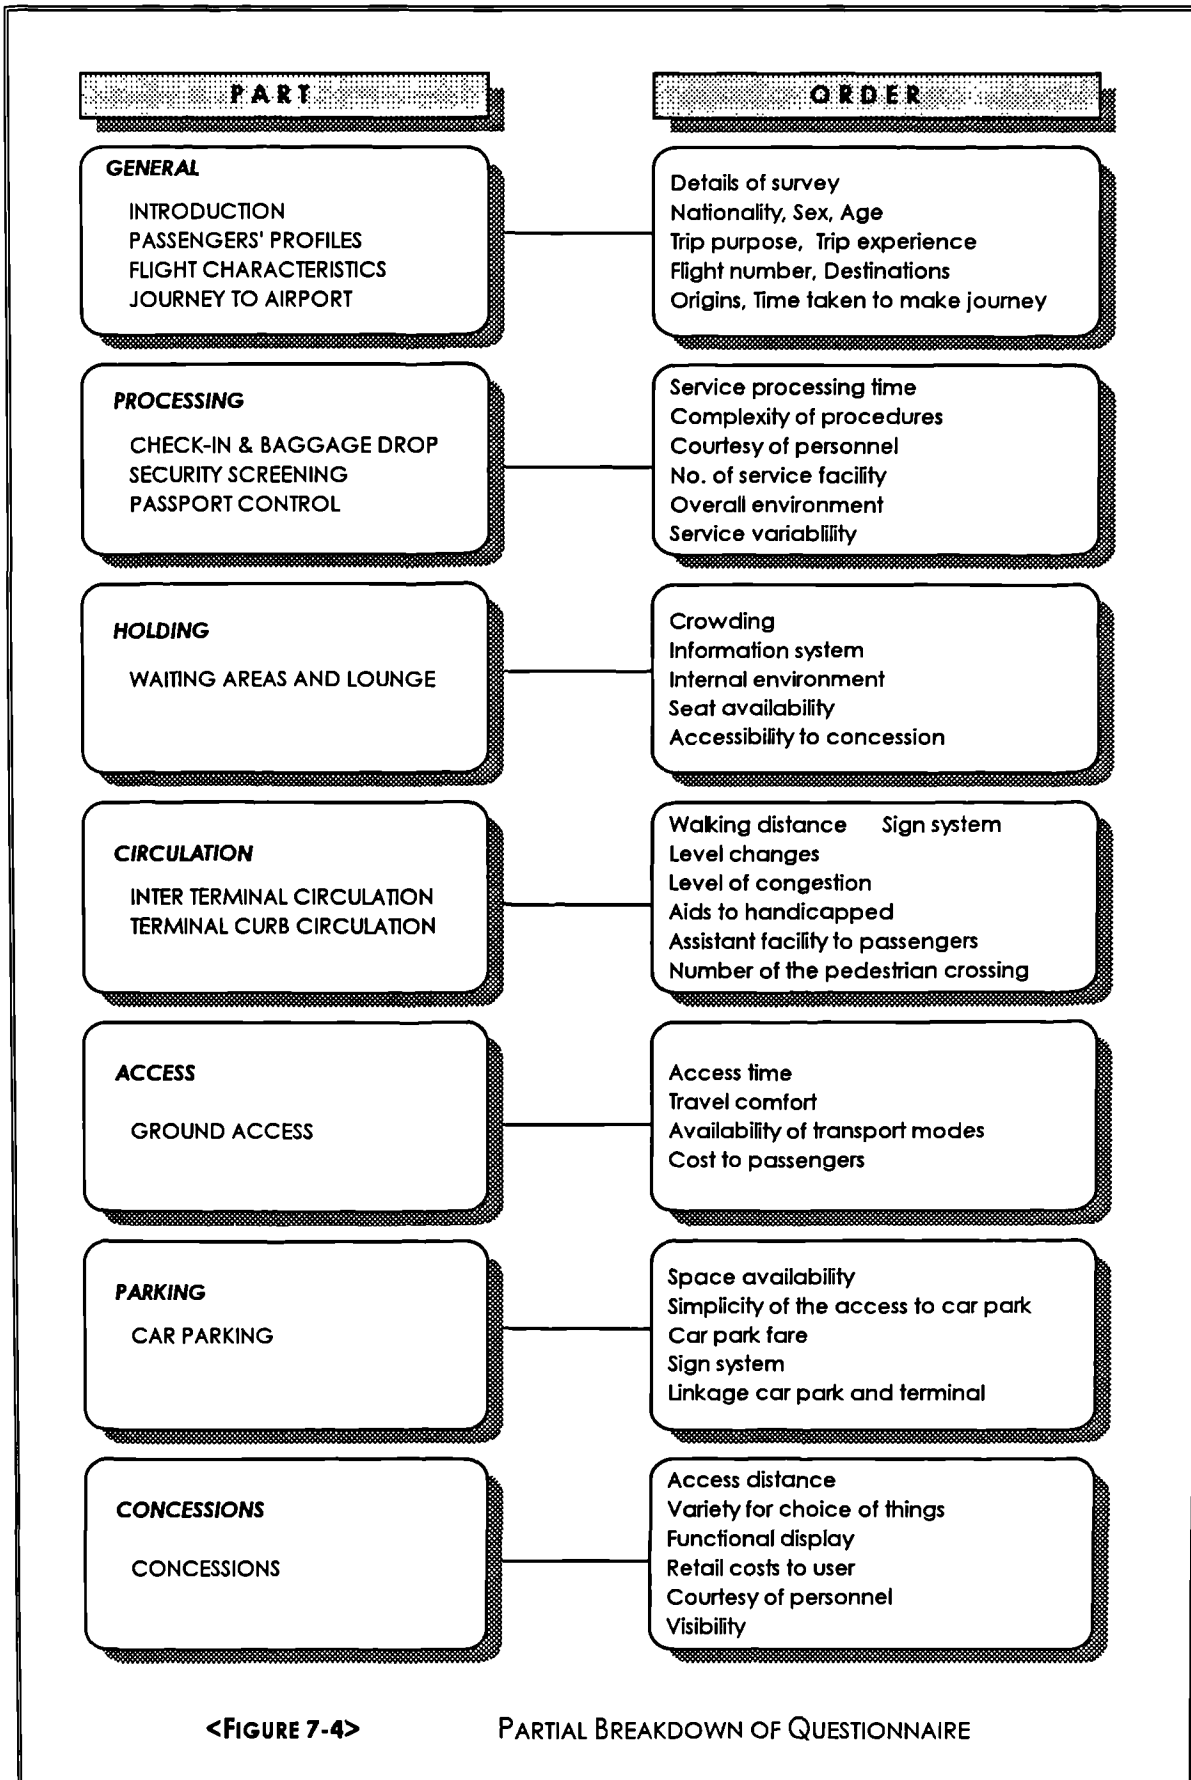 PART
ORDER
GENERAL
INTRODUCTION
PASSENGERS' PROFILES
FLIGHT CHARACTERISTICS
JOURNEY TO AIRPORT
Details of survey
Nationality, Sex, Age
Trip purpose, Trip experience
Flight number, Destinations
Origins, Time taken to make journey
PROCESSING
CHECK-IN & BAGGAGE DROP
SECURITY SCREENING
PASSPORT CONTROL
Service processing time
Complexity of procedures
Courtesy of personnel
No. of service facility
Overall environment
Service variablility
HOLDING
WAITING AREAS AND LOUNGE
Crowding
Information system
Internal environment
Seat availability
Accessibility to concession
CIRCULATION
INTER TERMINAL CIRCULATION
TERMINAL CURB CIRCULATION
Walking distance Sign system
Level changes
Level of congestion
Aids to handicapped
Assistant facility to passengers
Number of the pedestrian crossing
ACCESS
GROUND ACCESS
Access time
Travel comfort
Availability of transport modes
Cost to passengers
PARKING
CAR PARKING
Space availability
Simplicity of the access to car park
Car park fare
Sign system
Linkage car park and terminal
CONCESSIONS
CONCESSIONS
Access distance
Variety for choice of things
Functional display
Retail costs to user
Courtesy of personnel
Visibility
<FIGURE 7-4> PARTIAL BREAKDOWN OF QUESTIONNAIRE